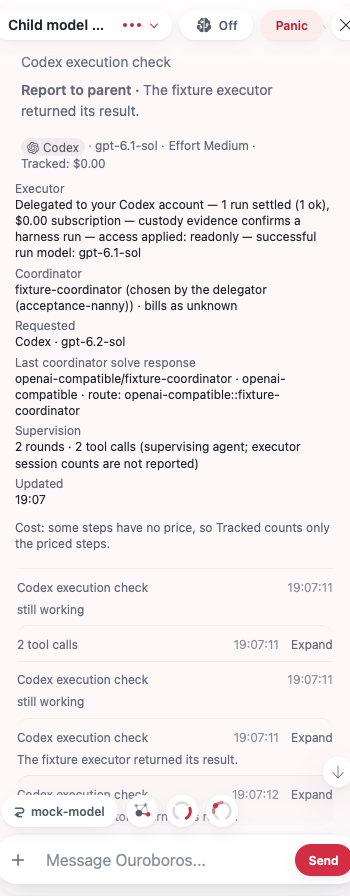 Child model ...
Off
Panic
Codex execution check
Report to parent · The fixture executor
returned its result.
Codex · gpt-6.1-sol · Effort Medium ·
Tracked: $0.00
Executor
Delegated to your Codex account — 1 run settled (1 ok),
$0.00 subscription — custody evidence confirms a
harness run — access applied: readonly — successful
run model: gpt-6.1-sol
Coordinator
fixture-coordinator (chosen by the delegator
(acceptance-nanny)) · bills as unknown
Requested
Codex · gpt-6.2-sol
Last coordinator solve response
openai-compatible/fixture-coordinator · openai-
compatible · route: openai-compatible::fixture-
coordinator
Supervision
2 rounds · 2 tool calls (supervising agent; executor
session counts are not reported)
Updated
19:07
Cost: some steps have no price, so Tracked counts only
the priced steps.
Codex execution check 19:07:11
still working
2 tool calls 19:07:11 Expand
Codex execution check 19:07:11
still working
Codex execution check 19:07:11 Expand
The fixture executor returned its result.
Codex execution check 19:07:12 Expand
mock-model
Message Ouroboros...
Send